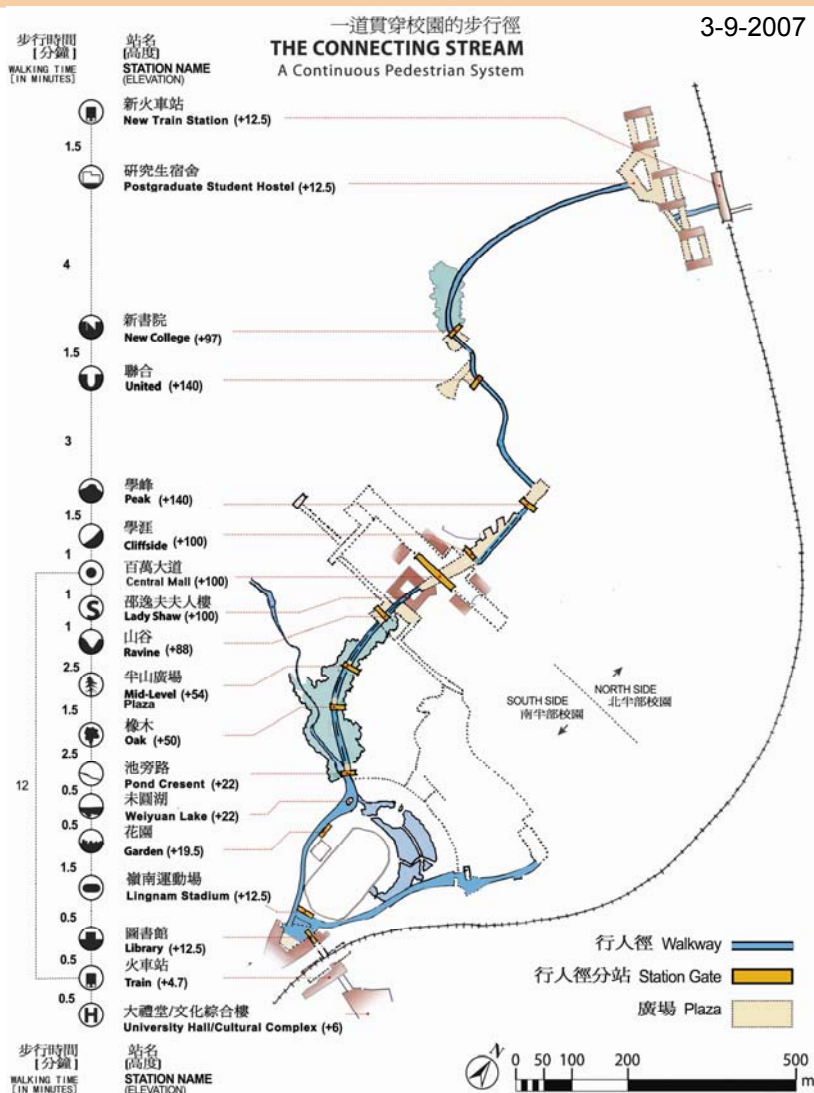 一道貫穿校園的步行徑
THE CONNECTING STREAM
A Continuous Pedestrian System
3-9-2007
步行時間
[分鐘]
WALKING TIME
[IN MINUTES]
站名
(高度)
STATION NAME
(ELEVATION)
新火車站
New Train Station (+12.5)
1.5
研究生宿舍
Postgraduate Student Hostel (+12.5)
4
新書院
New College (+97)
1.5
聯合
United (+140)
3
學峰
Peak (+140)
1.5
學涯
Cliffside (+100)
1
百萬大道
Central Mall (+100)
1
邵逸夫夫人樓
Lady Shaw (+100)
1
山谷
Ravine (+88)
2.5
半山廣場
Mid-Level (+54)
Plaza
1.5
橡木
Oak (+50)
2.5
池旁路
Pond Cresent (+22)
0.5
未圓湖
Weiyuan Lake (+22)
0.5
花園
Garden (+19.5)
1.5
嶺南運動場
Lingnam Stadium (+12.5)
0.5
圖書館
Library (+12.5)
0.5
火車站
Train (+4.7)
0.5
大禮堂/文化綜合樓
University Hall/Cultural Complex (+6)
12
N
U
S
H
NORTH SIDE
北半部校園
SOUTH SIDE
南半部校園
行人徑 Walkway
行人徑分站 Station Gate
廣場 Plaza
步行時間
[分鐘]
WALKING TIME
[IN MINUTES]
站名
(高度)
STATION NAME
(ELEVATION)
N
0 50 100 200 500
m